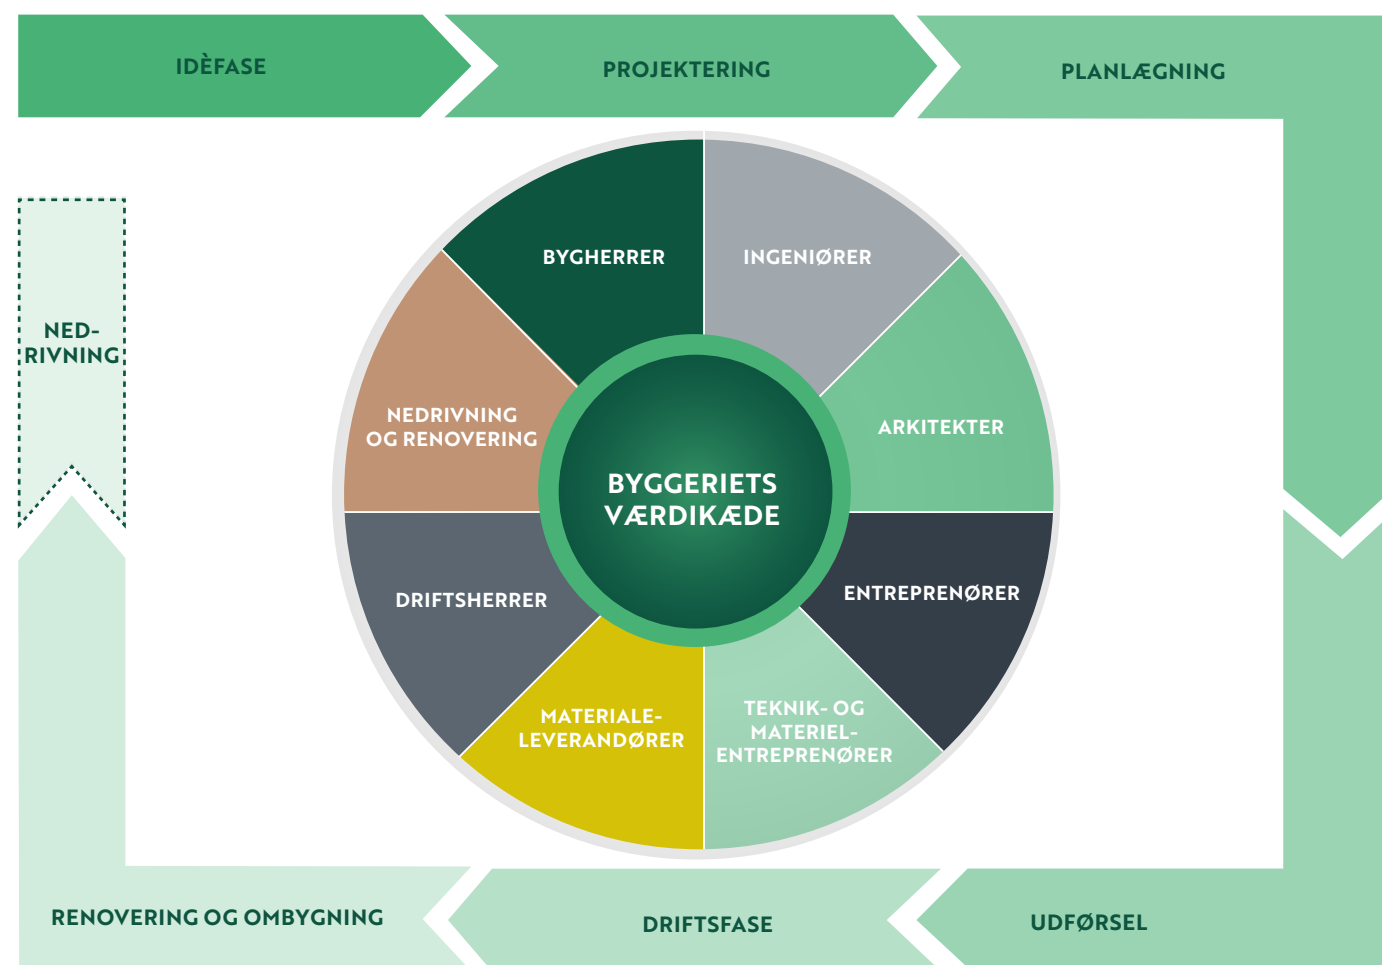 IDÈFASE
PROJEKTERING
PLANLÆGNING
BYGHERRER
INGENIØRER
NED-
RIVNING
NEDRIVNING
OG RENOVERING
ARKITEKTER
BYGGERIETS
VÆRDIKÆDE
DRIFTSHERRER
ENTREPRENØRER
MATERIALE-
LEVERANDØRER
TEKNIK- OG
MATERIEL-
ENTREPRENØRER
RENOVERING OG OMBYGNING
DRIFTSFASE
UDFØRSEL